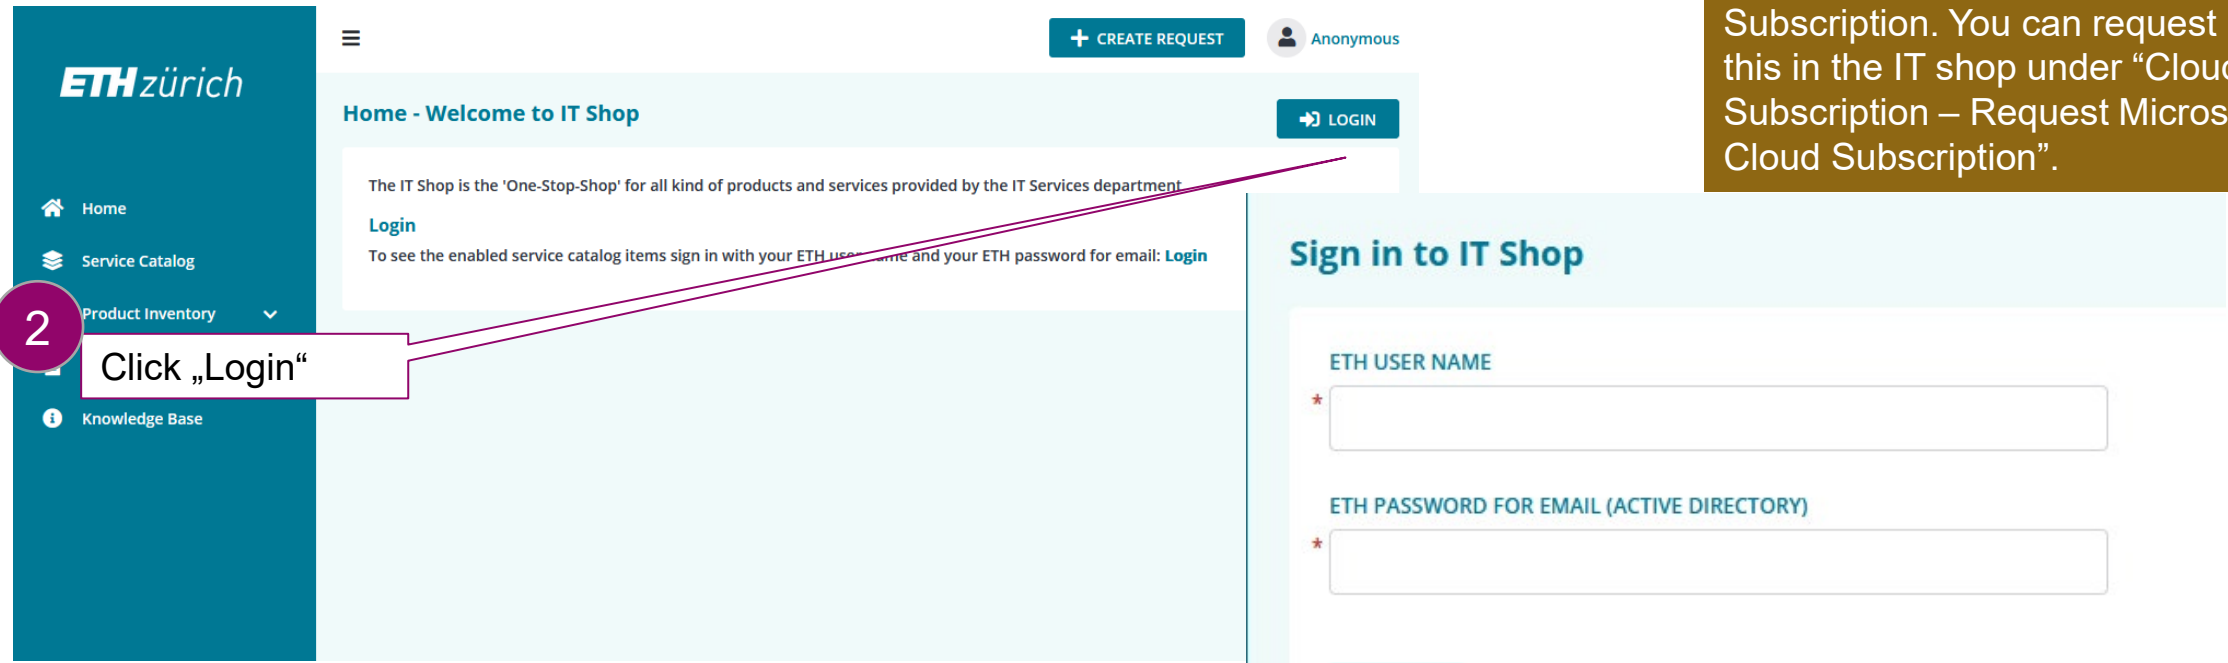 ETH zürich
Home
Service Catalog
Product Inventory
Knowledge Base
2
Click „Login“
+ CREATE REQUEST
Anonymous
Home - Welcome to IT Shop
LOGIN
The IT Shop is the 'One-Stop-Shop' for all kind of products and services provided by the IT Services department
Login
To see the enabled service catalog items sign in with your ETH username and your ETH password for email: Login
Subscription. You can request
this in the IT shop under “Cloud
Subscription – Request Micros
Cloud Subscription”.
Sign in to IT Shop
ETH USER NAME
*
ETH PASSWORD FOR EMAIL (ACTIVE DIRECTORY)
*